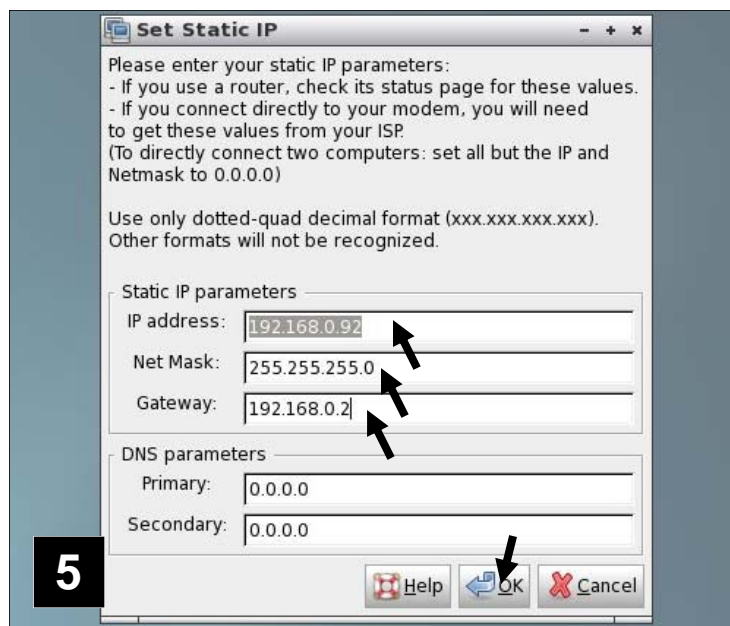 Set Static IP
Please enter your static IP parameters:
- If you use a router, check its status page for these values.
- If you connect directly to your modem, you will need
to get these values from your ISP.
(To directly connect two computers: set all but the IP and
Netmask to 0.0.0.0)
Use only dotted-quad decimal format (xxx.xxx.xxx.xxx).
Other formats will not be recognized.
Static IP parameters
IP address: 192.168.0.92
Net Mask: 255.255.255.0
Gateway: 192.168.0.2
DNS parameters
Primary: 0.0.0.0
Secondary: 0.0.0.0
5
Help OK Cancel